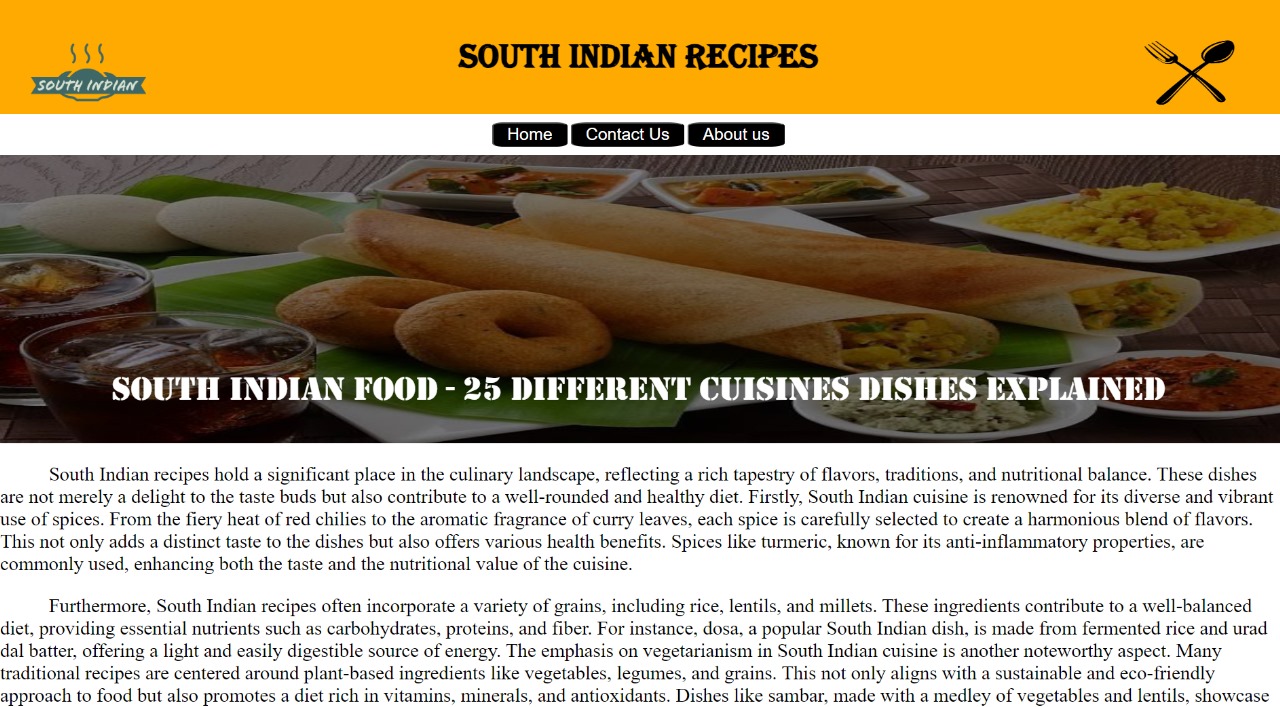 SOUTH INDIAN
SOUTH INDIAN RECIPES
Home Contact Us About us
SOUTH INDIAN FOOD - 25 DIFFERENT CUISINES DISHES EXPLAINED
South Indian recipes hold a significant place in the culinary landscape, reflecting a rich tapestry of flavors, traditions, and nutritional balance. These dishes
are not merely a delight to the taste buds but also contribute to a well-rounded and healthy diet. Firstly, South Indian cuisine is renowned for its diverse and vibrant
use of spices. From the fiery heat of red chilies to the aromatic fragrance of curry leaves, each spice is carefully selected to create a harmonious blend of flavors.
This not only adds a distinct taste to the dishes but also offers various health benefits. Spices like turmeric, known for its anti-inflammatory properties, are
commonly used, enhancing both the taste and the nutritional value of the cuisine.
Furthermore, South Indian recipes often incorporate a variety of grains, including rice, lentils, and millets. These ingredients contribute to a well-balanced
diet, providing essential nutrients such as carbohydrates, proteins, and fiber. For instance, dosa, a popular South Indian dish, is made from fermented rice and urad
dal batter, offering a light and easily digestible source of energy. The emphasis on vegetarianism in South Indian cuisine is another noteworthy aspect. Many
traditional recipes are centered around plant-based ingredients like vegetables, legumes, and grains. This not only aligns with a sustainable and eco-friendly
approach to food but also promotes a diet rich in vitamins, minerals, and antioxidants. Dishes like sambar, made with a medley of vegetables and lentils, showcase